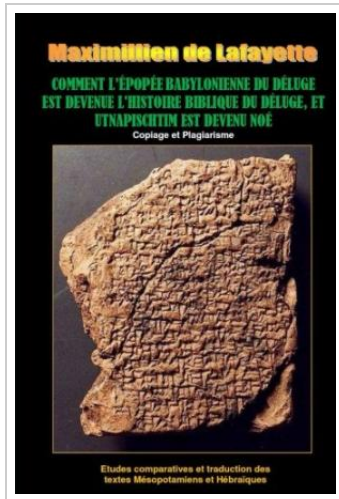 Maximillien de Lafayette
COMMENT L'ÉPOPÉE BABYLONIENNE DU DÉLUGE
EST DEVENUE L'HISTOIRE BIBLIQUE DU DÉLUGE, ET
UTNAPISCHTIM EST DEVENU NOÉ
Copiage et Plagiarisme
Etudes comparatives et traduction des
textes Mésopotamiens et Hébraïques